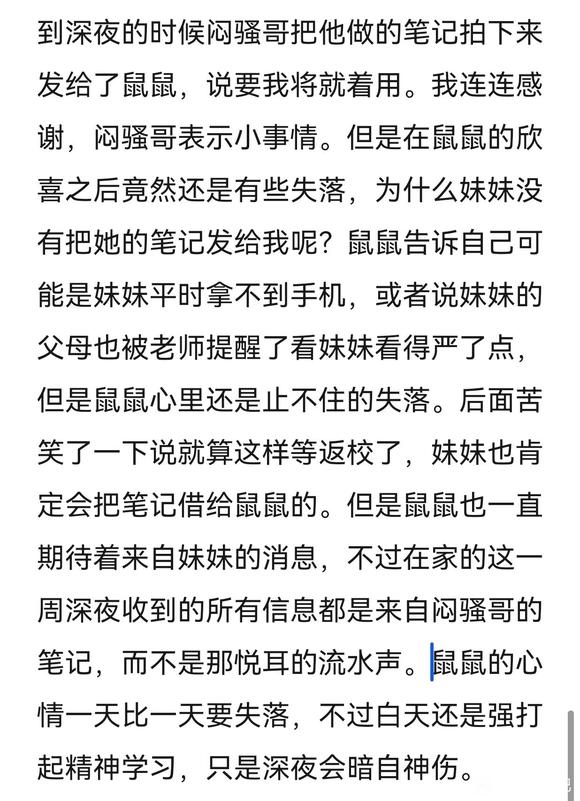 到深夜的时候闷骚哥把他做的笔记拍下来
发给了鼠鼠，说要我将就着用。我连连感
谢，闷骚哥表示小事情。但是在鼠鼠的欣
喜之后竟然还是有些失落，为什么妹妹没
有把她的笔记发给我呢？鼠鼠告诉自己可
能是妹妹平时拿不到手机，或者说妹妹的
父母也被老师提醒了看妹妹看得严了点，
但是鼠鼠心里还是止不住的失落。后面苦
笑了一下说就算这样等返校了，妹妹也肯
定会把笔记借给鼠鼠的。但是鼠鼠也一直
期待着来自妹妹的消息，不过在家的这一
周深夜收到的所有信息都是来自闷骚哥的
笔记，而不是那悦耳的流水声。鼠鼠的心
情一天比一天要失落，不过白天还是强打
起精神学习，只是深夜会暗自神伤。